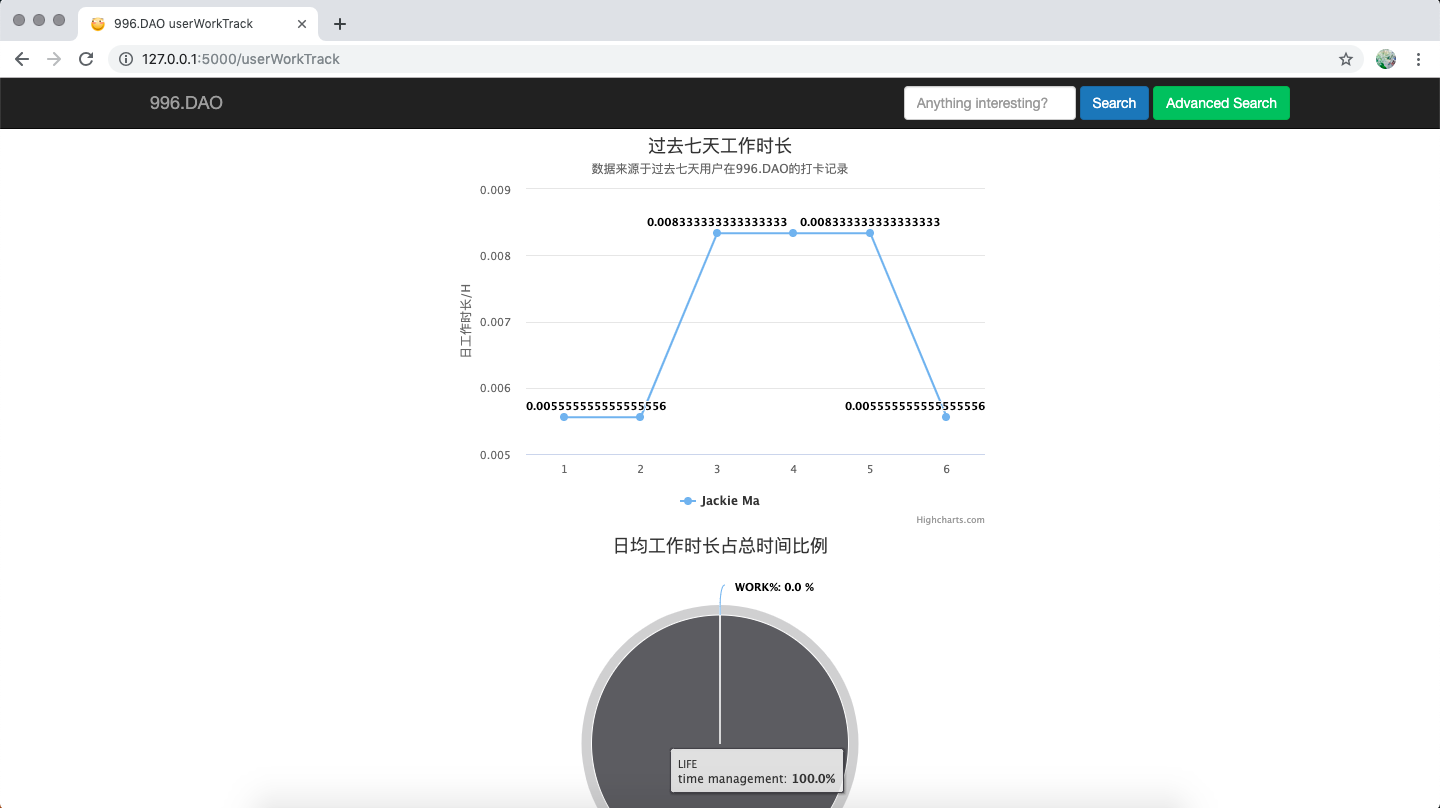 996.DAO userWorkTrack
127.0.0.1:5000/userWorkTrack
996.DAO
Anything interesting?
Search
Advanced Search
过去七天工作时长
数据来源于过去七天用户在996.DAO的打卡记录
日工作时长/H
0.009
0.008
0.007
0.006
0.005
0.008333333333333333
0.008333333333333333
0.005555555555555556
0.005555555555555556
1
2
3
4
5
6
Jackie Ma
Highcharts.com
日均工作时长占总时间比例
WORK%: 0.0 %
LIFE
time management: 100.0%